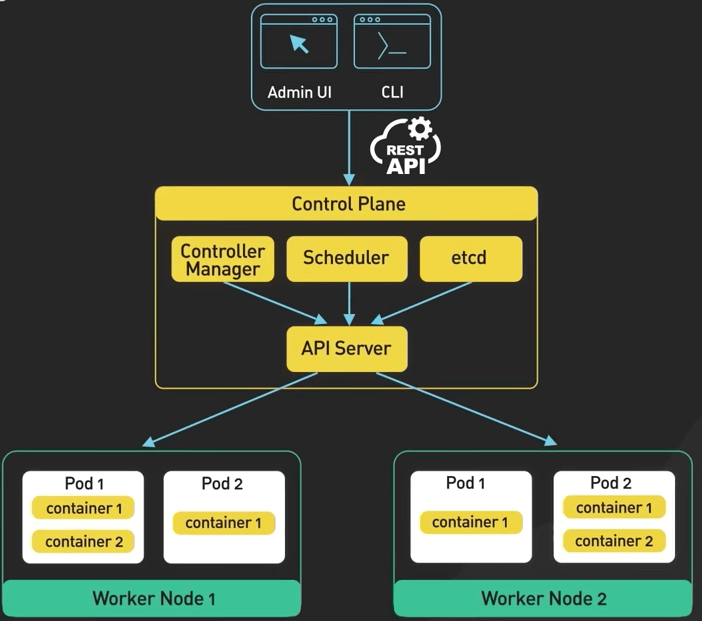 Admin UI
CLI
REST
API
Control Plane
Controller
Manager
Scheduler
etcd
API Server
Pod 1
container 1
container 2
Pod 2
container 1
Worker Node 1
Pod 1
container 1
Pod 2
container 1
container 2
Worker Node 2